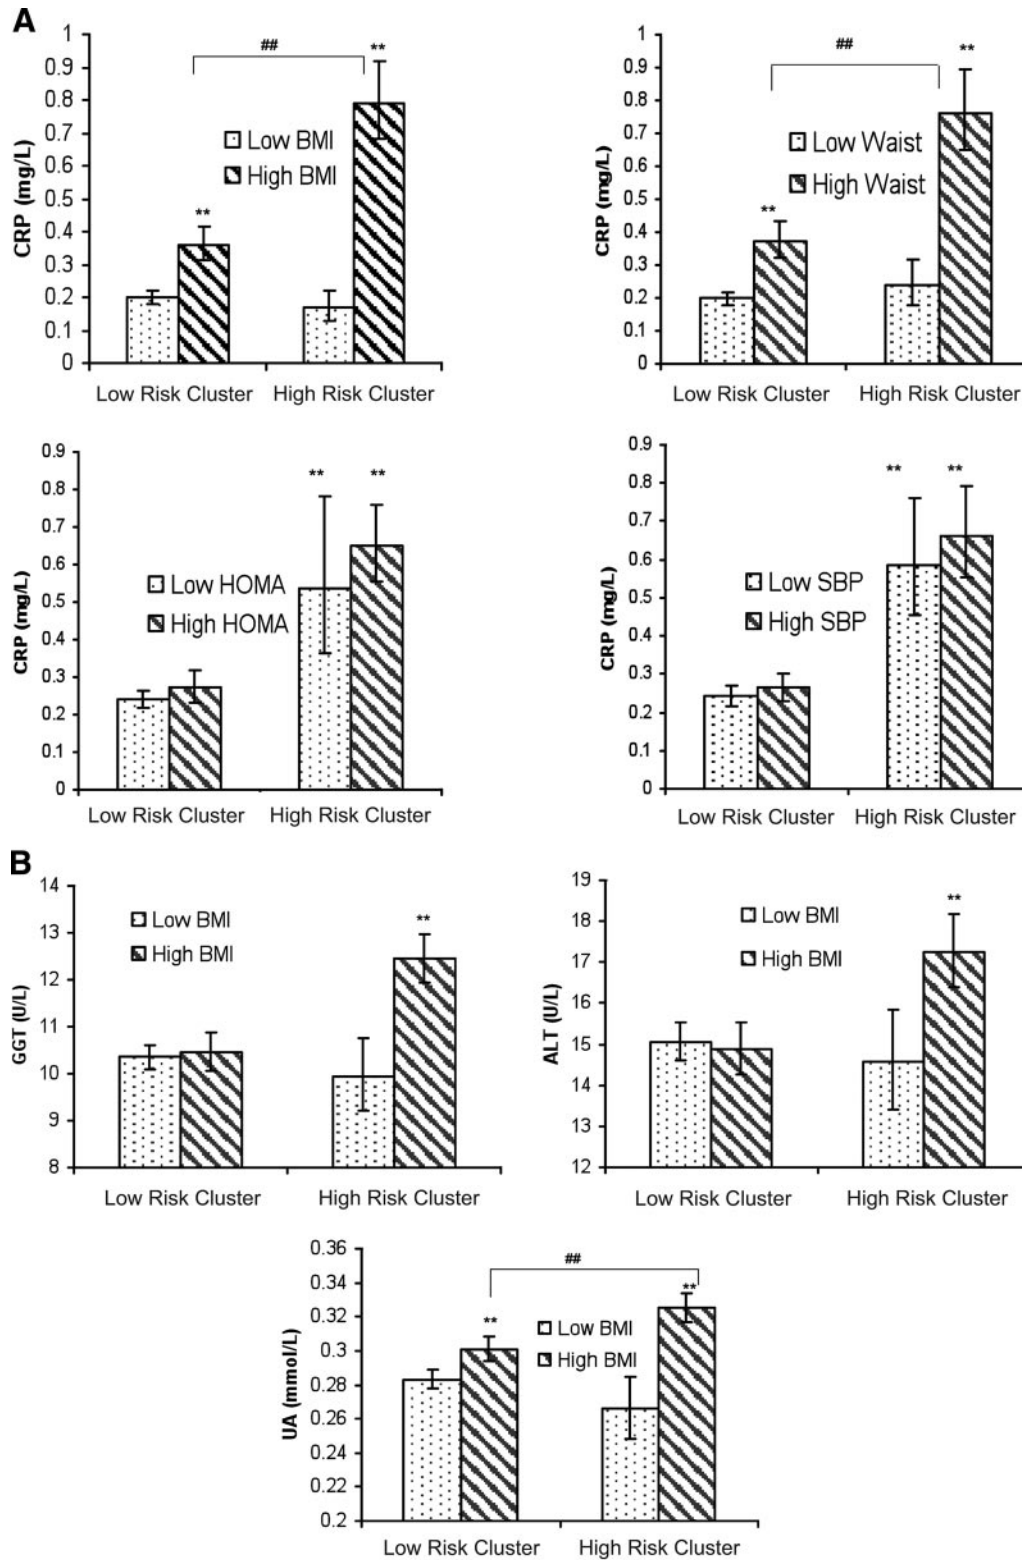 A
1
0.9
0.8
0.7
0.6
0.5
0.4
0.3
0.2
0.1
0
CRP (mg/L)
##
**
**
Low BMI
High BMI
Low Risk Cluster High Risk Cluster
1
0.9
0.8
0.7
0.6
0.5
0.4
0.3
0.2
0.1
0
CRP (mg/L)
##
**
**
Low Waist
High Waist
Low Risk Cluster High Risk Cluster
0.9
0.8
0.7
0.6
0.5
0.4
0.3
0.2
0.1
0
CRP (mg/L)
** **
Low HOMA
High HOMA
Low Risk Cluster High Risk Cluster
0.9
0.8
0.7
0.6
0.5
0.4
0.3
0.2
0.1
0
CRP (mg/L)
** **
Low SBP
High SBP
Low Risk Cluster High Risk Cluster
B
14
13
12
11
10
9
8
GGT (U/L)
Low BMI
High BMI
**
Low Risk Cluster High Risk Cluster
19
18
17
16
15
14
13
12
ALT (U/L)
Low BMI
High BMI
**
Low Risk Cluster High Risk Cluster
0.36
0.34
0.32
0.3
0.28
0.26
0.24
0.22
0.2
UA (mmol/L)
##
**
**
Low BMI
High BMI
Low Risk Cluster High Risk Cluster